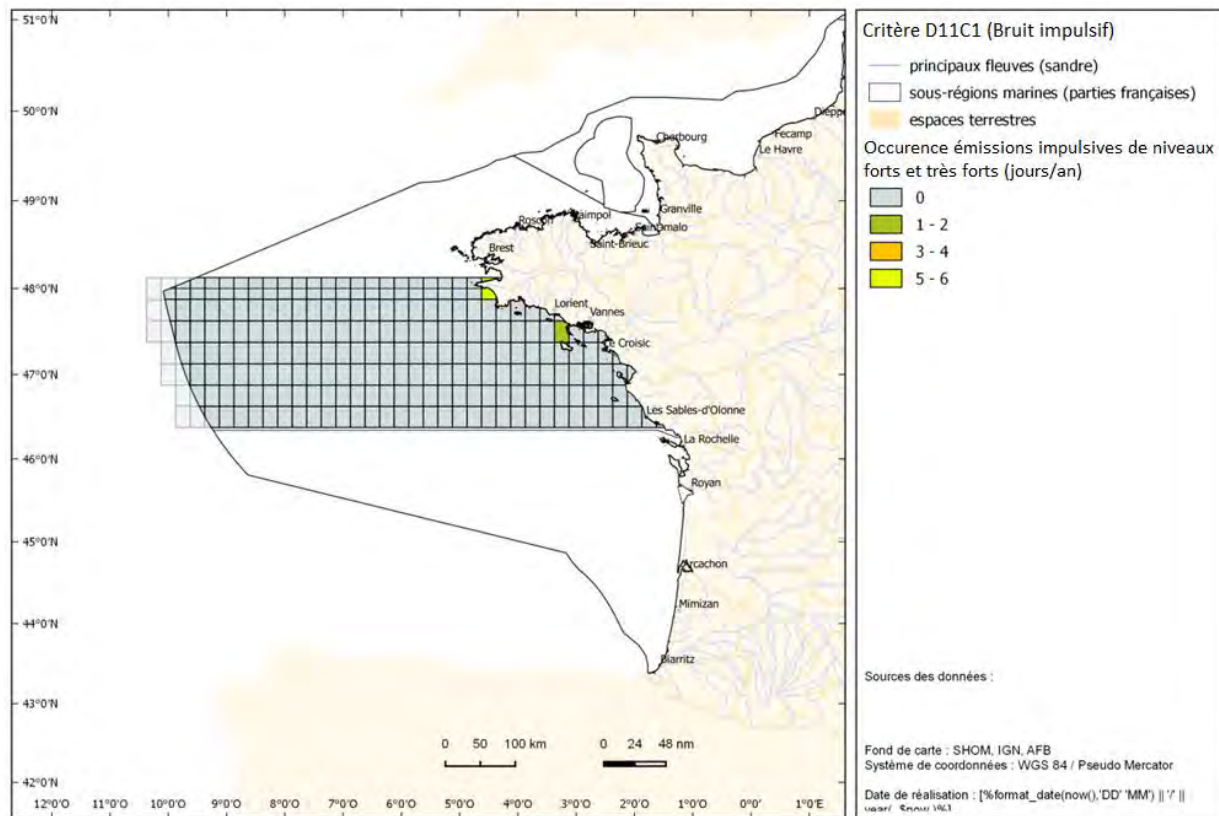 51°0'N
50°0'N
49°0'N
48°0'N
47°0'N
46°0'N
45°0'N
44°0'N
43°0'N
42°0'N
12°0'O 11°0'O 10°0'O 9°0'O 8°0'O 7°0'O 6°0'O 5°0'O 4°0'O 3°0'O 2°0'O 1°0'O 0°0' 1°0'E
Dieppe
Cherbourg
Fecamp
Le Havre
Granville
Paimpol
Saint-Brieuc
Brest
Lorient
Vannes
Le Croisic
Les Sables-d'Olonne
La Rochelle
Royan
Arcachon
Mimizan
Biarritz
0 50 100 km
0 24 48 nm
Critère D11C1 (Bruit impulsif)
principaux fleuves (sandre)
sous-régions marines (parties françaises)
espaces terrestres
Occurence émissions impulsives de niveaux
forts et très forts (jours/an)
0
1 - 2
3 - 4
5 - 6
Sources des données :
Fond de carte : SHOM, IGN, AFB
Système de coordonnées : WGS 84 / Pseudo Mercator
Date de réalisation : [%format_date(now(),'DD' 'MM') || '/' ||